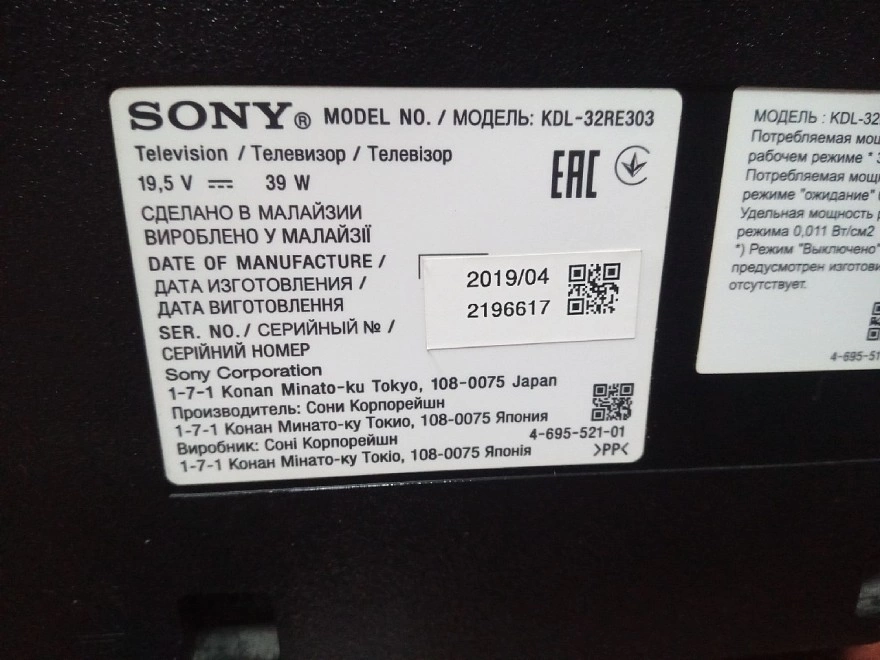 SONY® MODEL NO. / МОДЕЛЬ: KDL-32RE303
Television / Телевизор / Телевізор
19,5 V ⎓ 39 W
EAC
СДЕЛАНО В МАЛАЙЗИИ
ВИРОБЛЕНО У МАЛАЙЗІЇ
DATE OF MANUFACTURE /
ДАТА ИЗГОТОВЛЕНИЯ /
ДАТА ВИГОТОВЛЕННЯ
2019/04
SER. NO./ СЕРИЙНЫЙ № /
СЕРІЙНИЙ НОМЕР
2196617
Sony Corporation
1-7-1 Konan Minato-ku Tokyo, 108-0075 Japan
Производитель: Сони Корпорейшн
1-7-1 Конан Минато-ку Токио, 108-0075 Япония
Виробник: Соні Корпорейшн
1-7-1 Конан Мінато-ку Токіо, 108-0075 Японія
4-695-521-01
>PP<
МОДЕЛЬ : KDL-32
Потребляемая
рабочем режиме *
Потребляемая
режиме "ожидание"
Удельная мощность
режима 0,011 Вт/см2
*) Режим "Выключено"
предусмотрен
отсутствует.
4-695-51